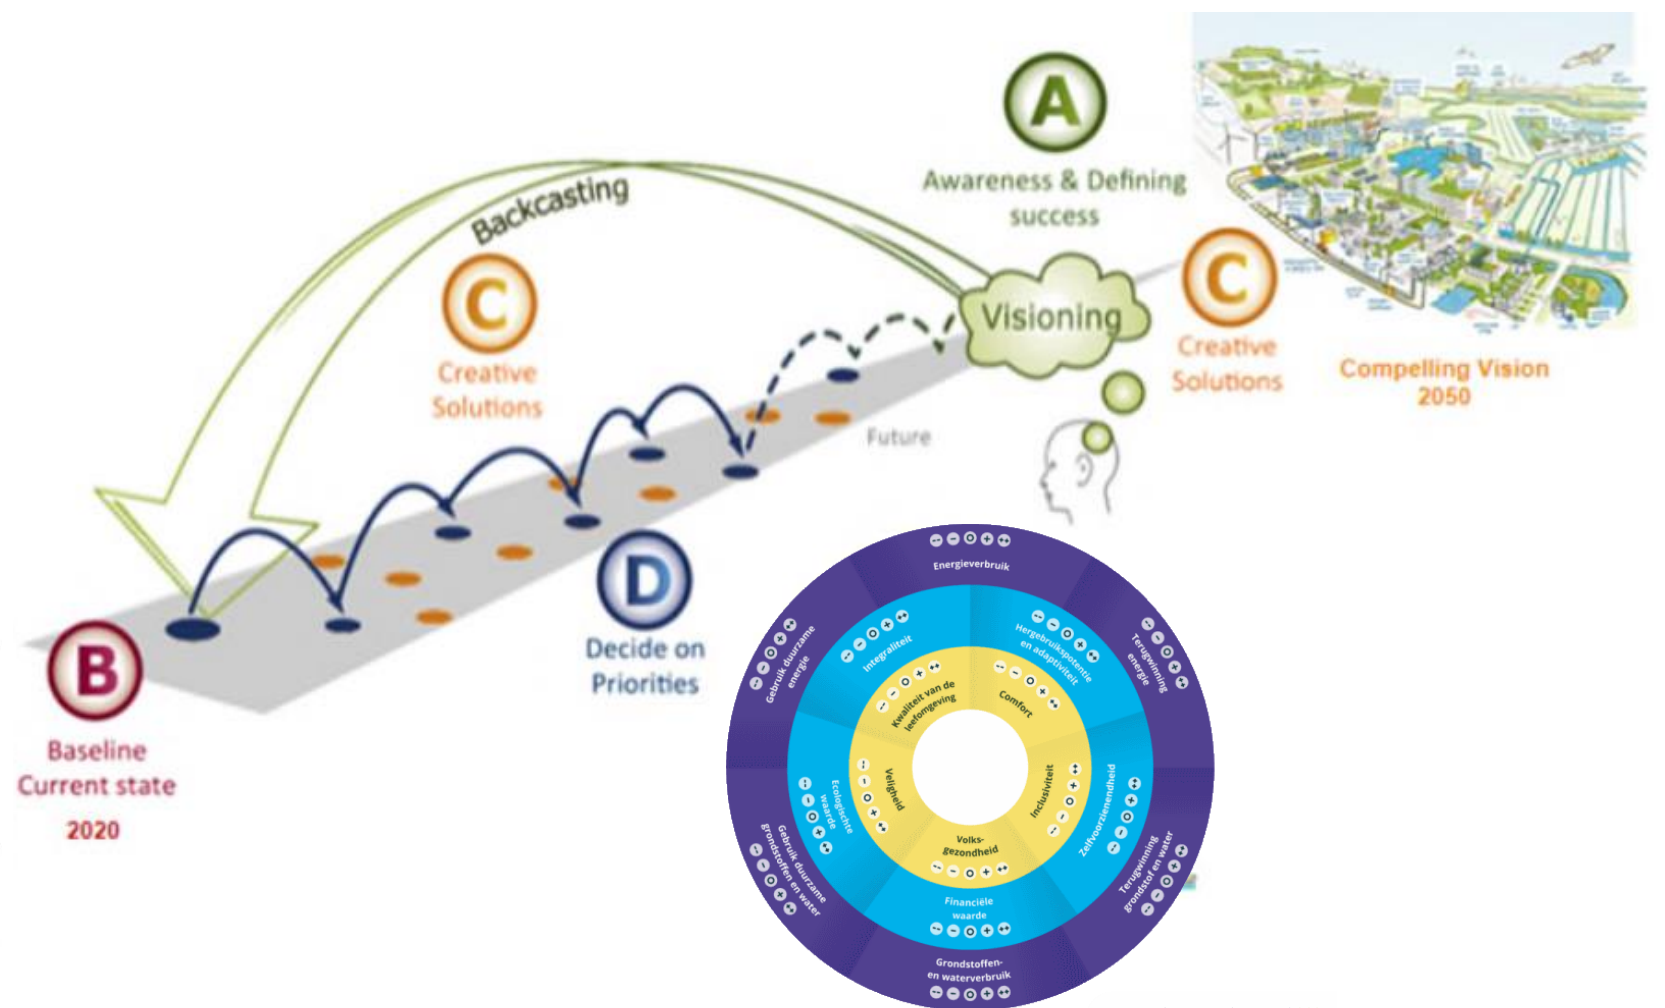 A
Awareness & Defining
success
Backcasting
C
Creative
Solutions
Visioning
C
Creative
Solutions
Compelling Vision
2050
Future
D
Decide on
Priorities
B
Baseline
Current state
2020
Energieverbruik
Terugwinning
energie
Terugwinning
grondstof en water
Grondstoffen-
en waterverbruik
Gebruik duurzame
grondstoffen en water
Gebruik duurzame
energie
Integraliteit
Hergebruikspotentie
en adaptiviteit
Zelfvoorzienendheid
Financiële
waarde
Ecologischte
waarde
Kwaliteit van de
leefomgeving
Comfort
Inclusiviteit
Volks-
gezondheid
Veligheid